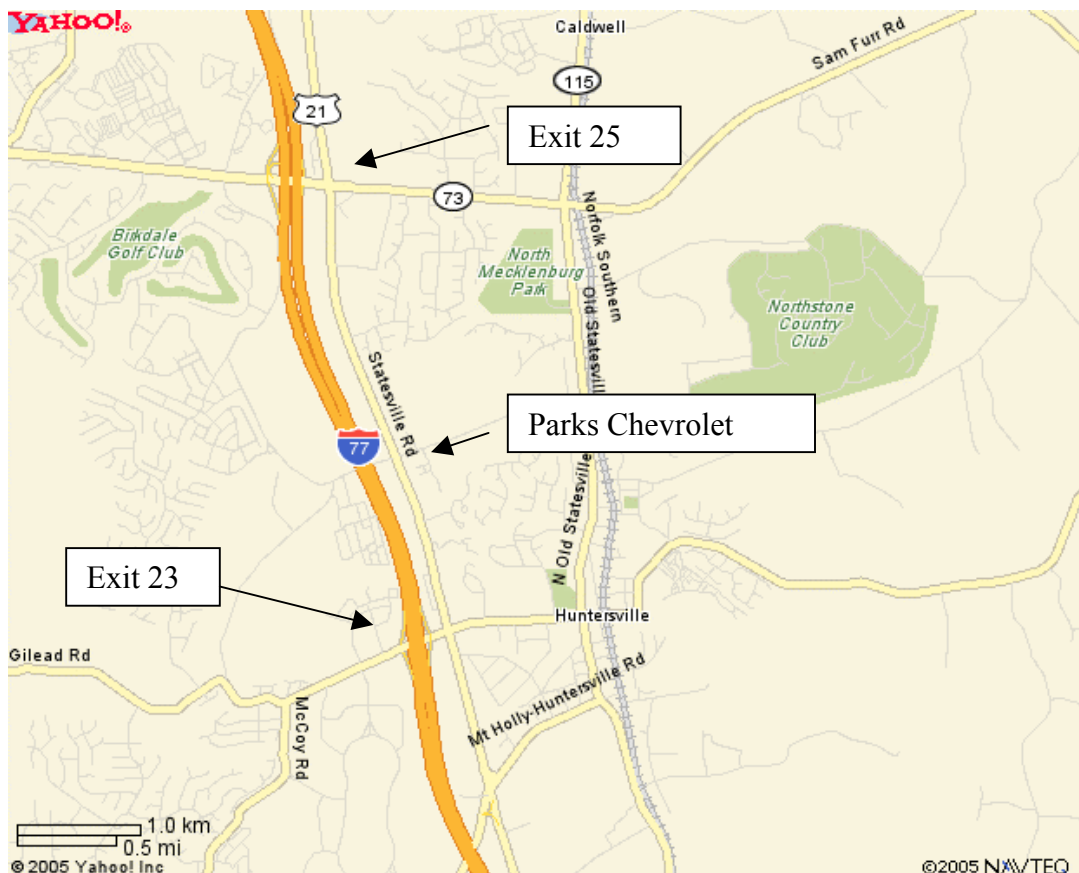 YAHOO!®
Caldwell
Sam Furr Rd
115
21
Exit 25
73
Birkdale
Golf Club
North
Mecklenburg
Park
Norfolk Southern
Old Statesvill
Northstone
Country
Club
Statesville Rd
Parks Chevrolet
77
N Old Statesville
Exit 23
Huntersville
Gilead Rd
McCoy Rd
Mt Holly-Huntersville Rd
1.0 km
0.5 mi
© 2005 Yahoo! Inc
©2005 NAVTEQ